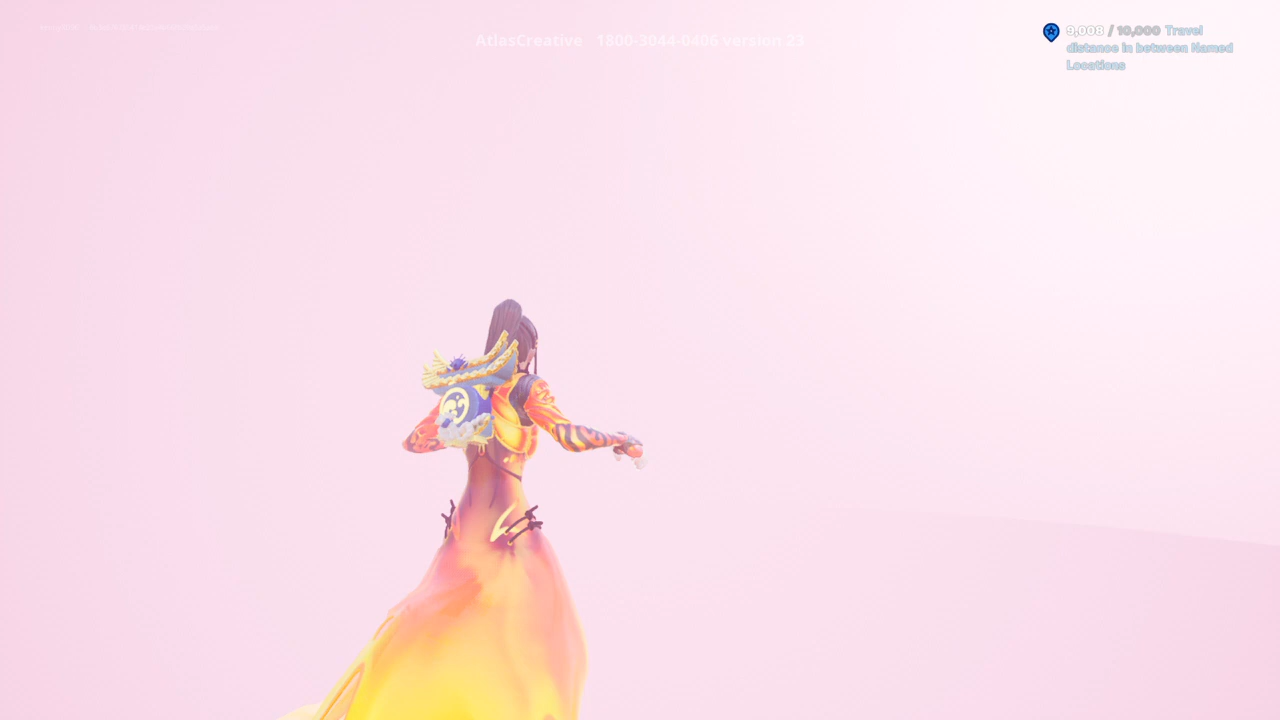 AtlasCreative 1800-3044-0406 version 23
9,008 / 10,000 Travel
distance in between Named
Locations